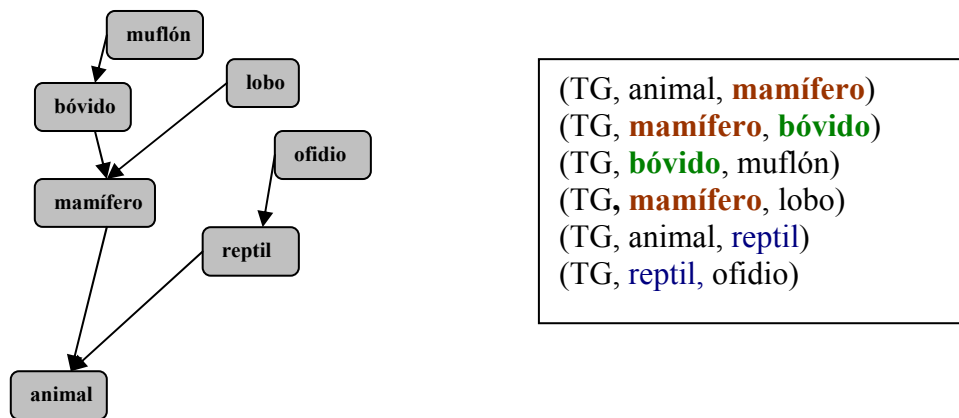 muflón
lobo
bóvido
ofidio
mamífero
reptil
animal
(TG, animal, mamífero)
(TG, mamífero, bóvido)
(TG, bóvido, muflón)
(TG, mamífero, lobo)
(TG, animal, reptil)
(TG, reptil, ofidio)